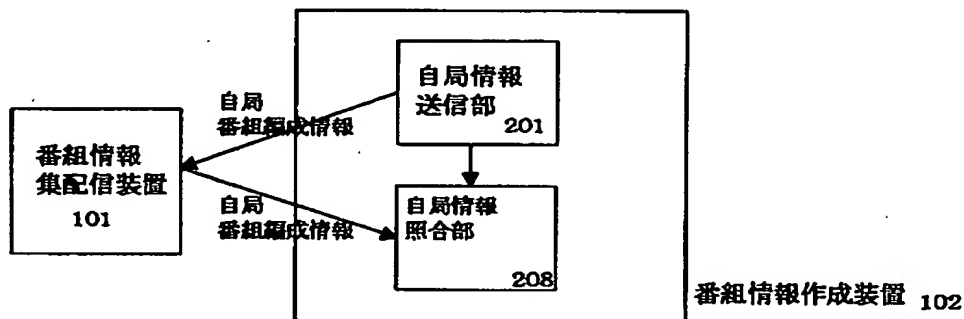 自局情報
送信部
201
自局
番組編成情報
番組情報
集配信装置
101
自局
番組編成情報
自局情報
照合部
208
番組情報作成装置 102